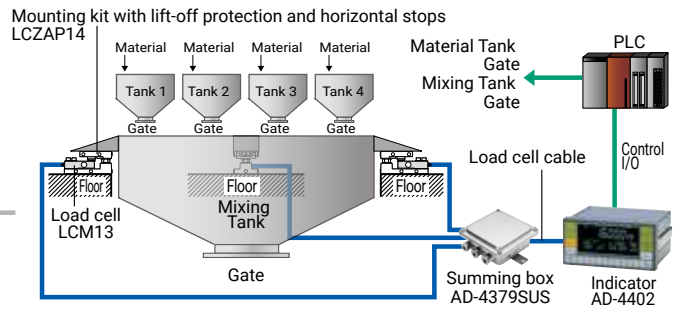 Mounting kit with lift-off protection and horizontal stops
LCZAP14
Material
Material
Material
Material
Tank 1
Tank 2
Tank 3
Tank 4
Gate
Gate
Gate
Gate
Material Tank
Gate
Mixing Tank
Gate
PLC
Control
I/O
Load cell cable
Floor
Floor
Floor
Load cell
LCM13
Mixing
Tank
Gate
Summing box
AD-4379SUS
Indicator
AD-4402